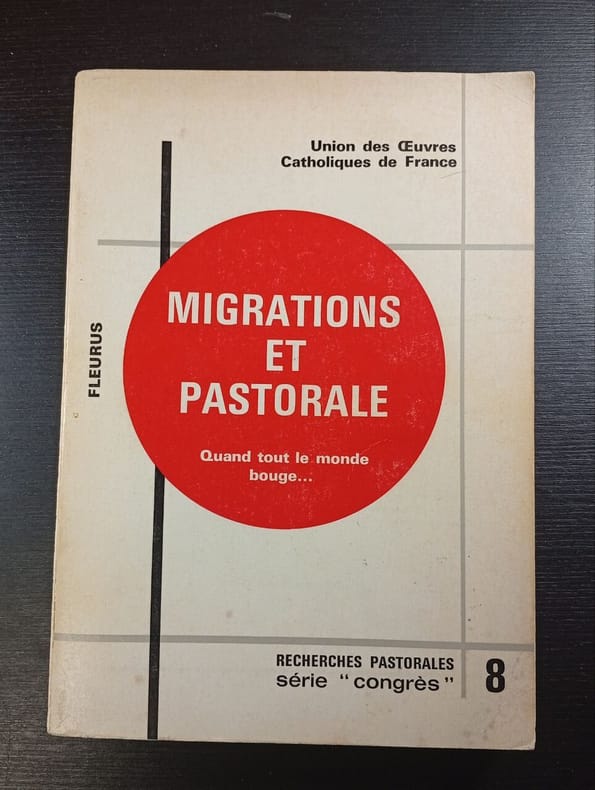 Union des Œuvres
Catholiques de France
FLEURUS
MIGRATIONS
ET
PASTORALE
Quand tout le monde
bouge...
RECHERCHES PASTORALES
série "congrès"
8